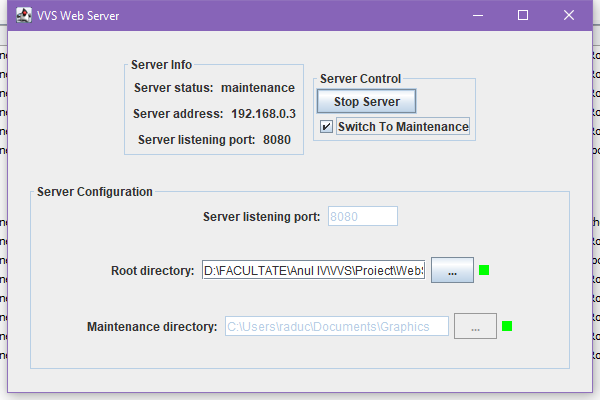 VVS Web Server
Server Info
Server status: maintenance
Server address: 192.168.0.3
Server listening port: 8080
Server Control
Stop Server
Switch To Maintenance
Server Configuration
Server listening port: 8080
Root directory: D:\FACULTATE\Anul IV\VVS\Proiect\Web ...
Maintenance directory: C:\Users\raduc\Documents\Graphics ...